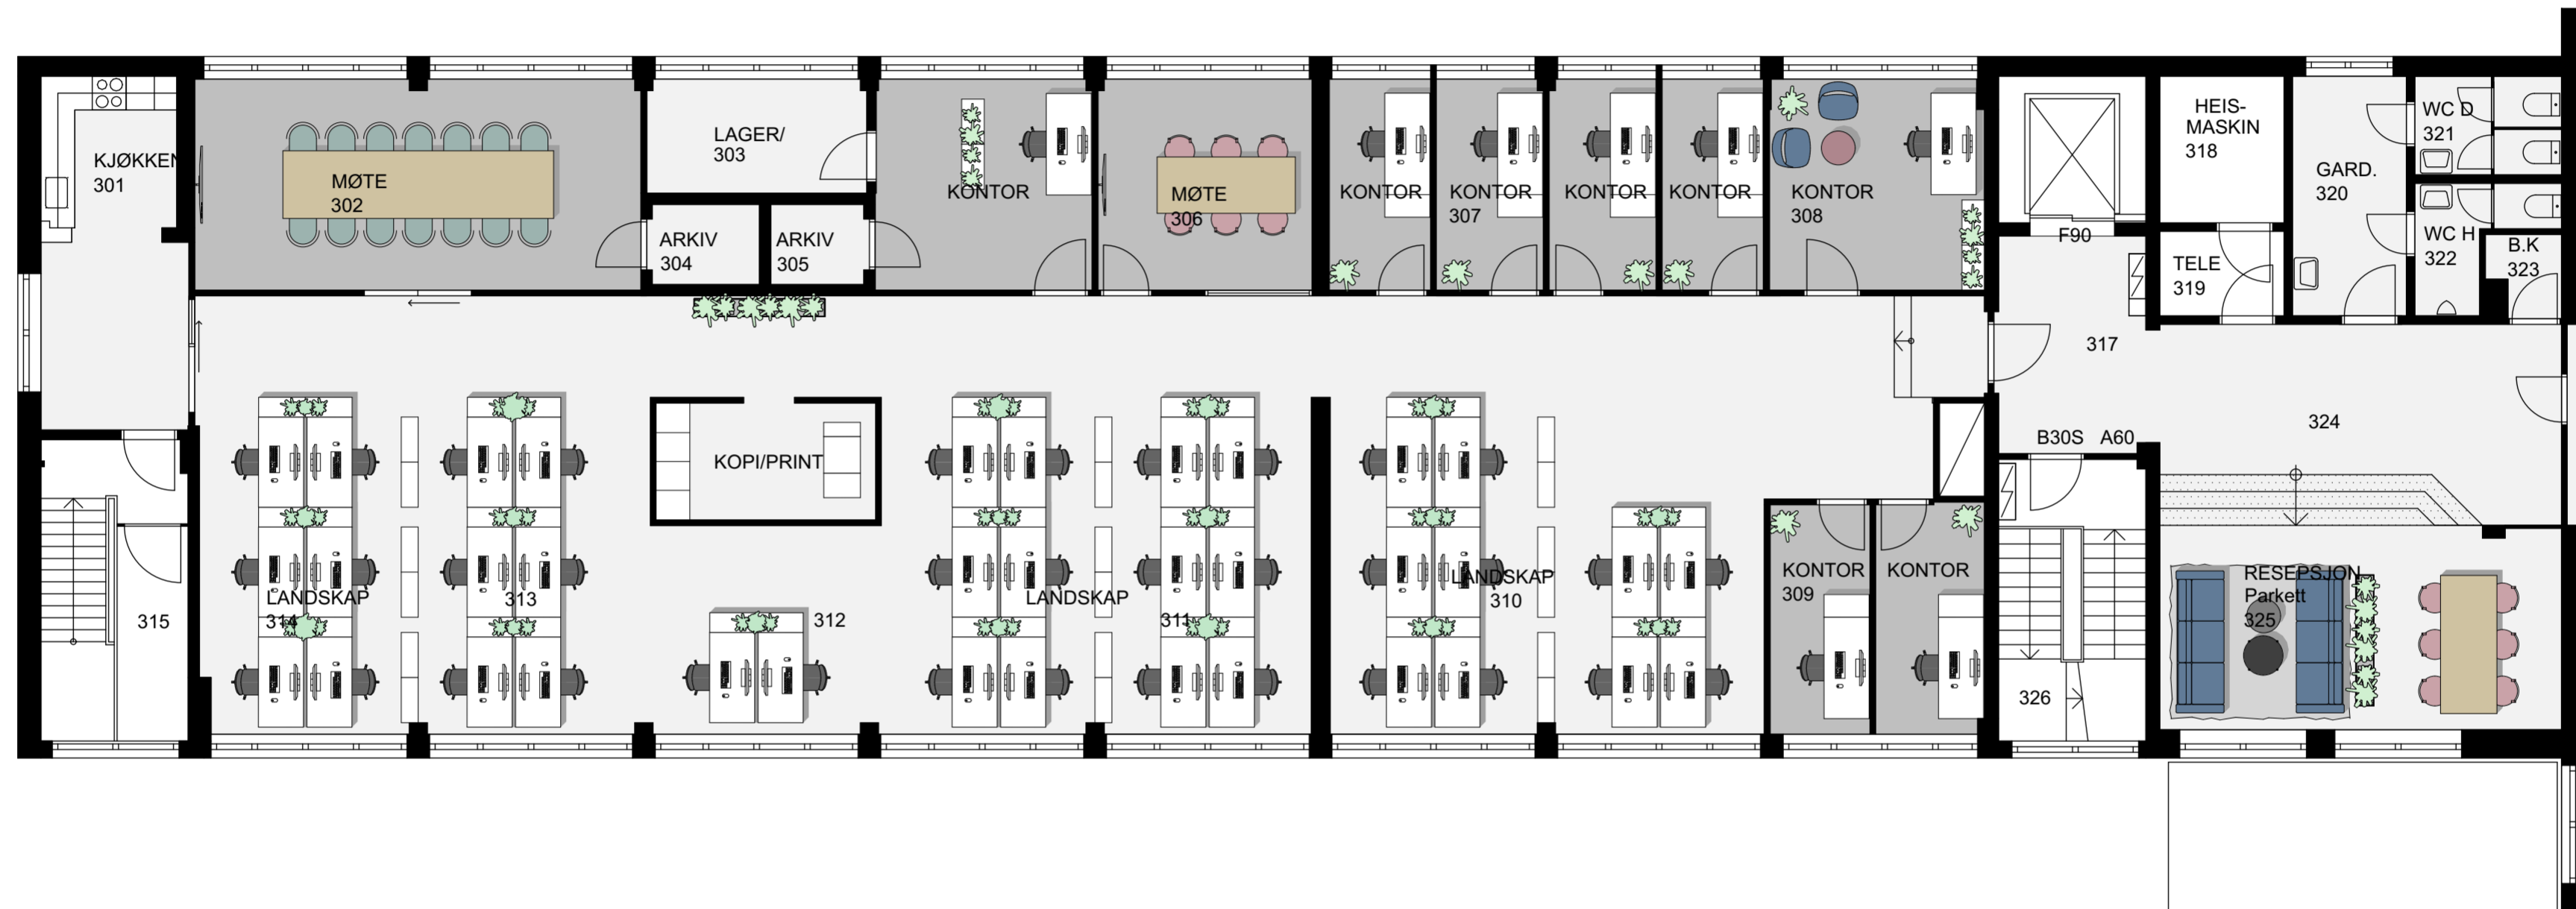 KJØKKEN
301
MØTE
302
LAGER/
303
ARKIV
304
ARKIV
305
KONTOR
MØTE
306
KONTOR
KONTOR
307
KONTOR
KONTOR
KONTOR
308
F90
HEIS-
MASKIN
318
TELE
319
GARD.
320
WC D
321
WC H
322
B.K
323
317
324
B30S A60
KOPI/PRINT
LANDSKAP
314
313
312
LANDSKAP
311
LANDSKAP
310
KONTOR
309
KONTOR
315
326
RESEPSJON
Parkett
325